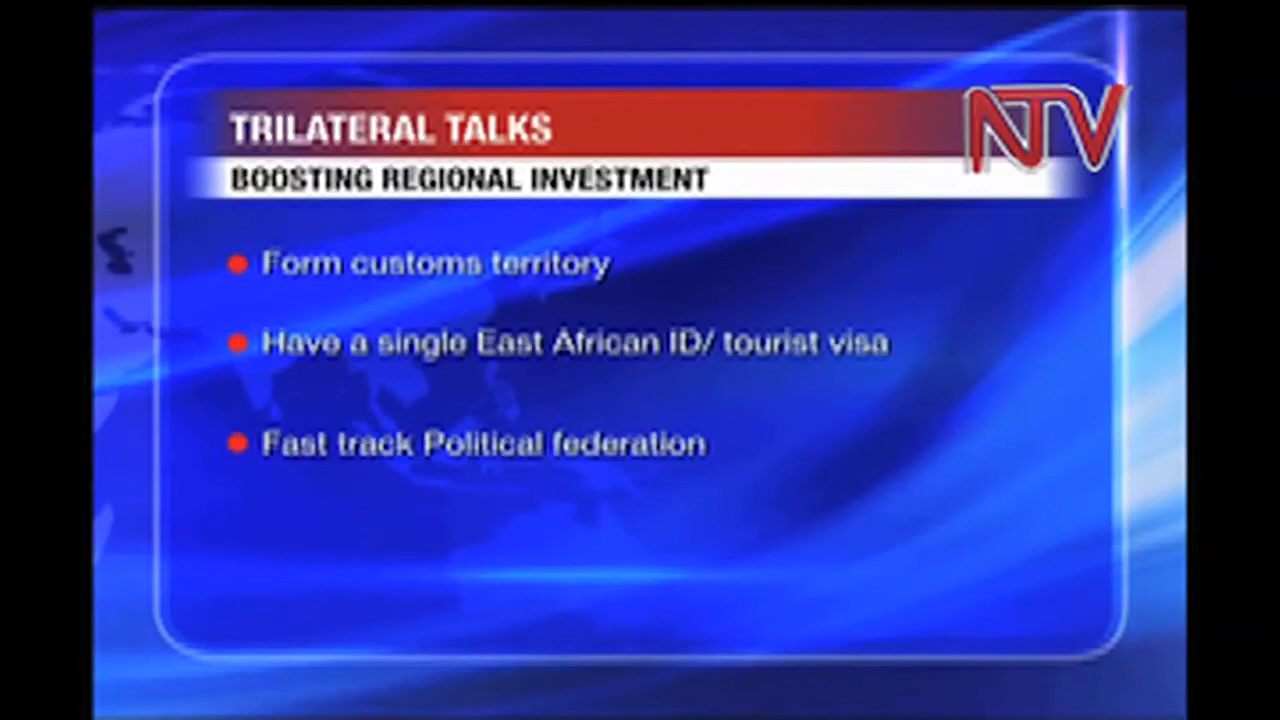 TRILATERAL TALKS
NTV
BOOSTING REGIONAL INVESTMENT
Form customs territory
Have a single East African ID/ tourist visa
Fast track Political federation